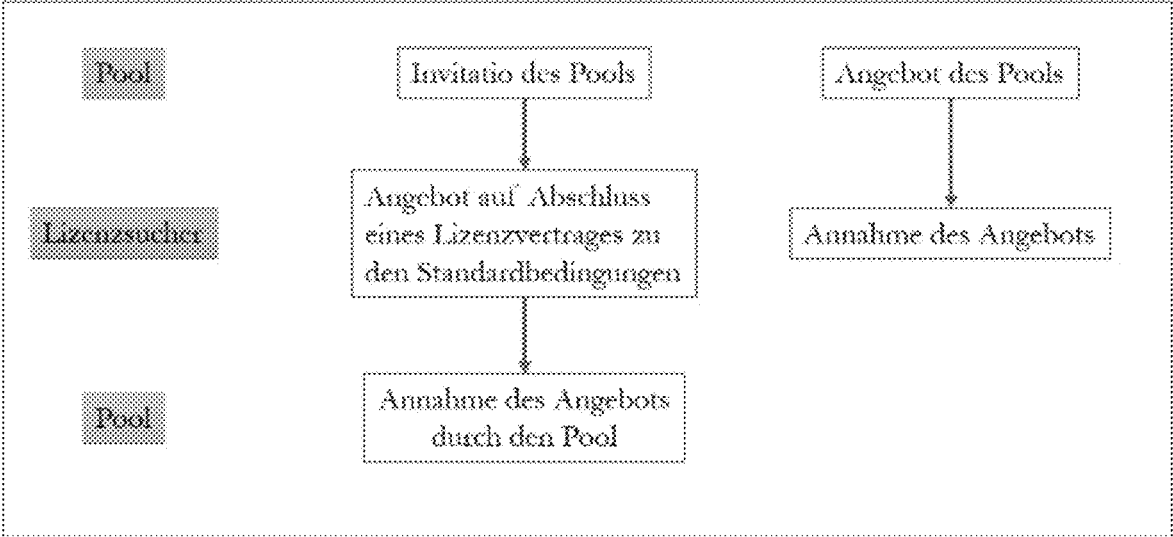 Pool
Invitatio des Pools
Angebot des Pools
Lizenzsucher
Angebot auf Abschluss
eines Lizenzvertrages zu
den Standardbedingungen
Annahme des Angebots
Pool
Annahme des Angebots
durch den Pool